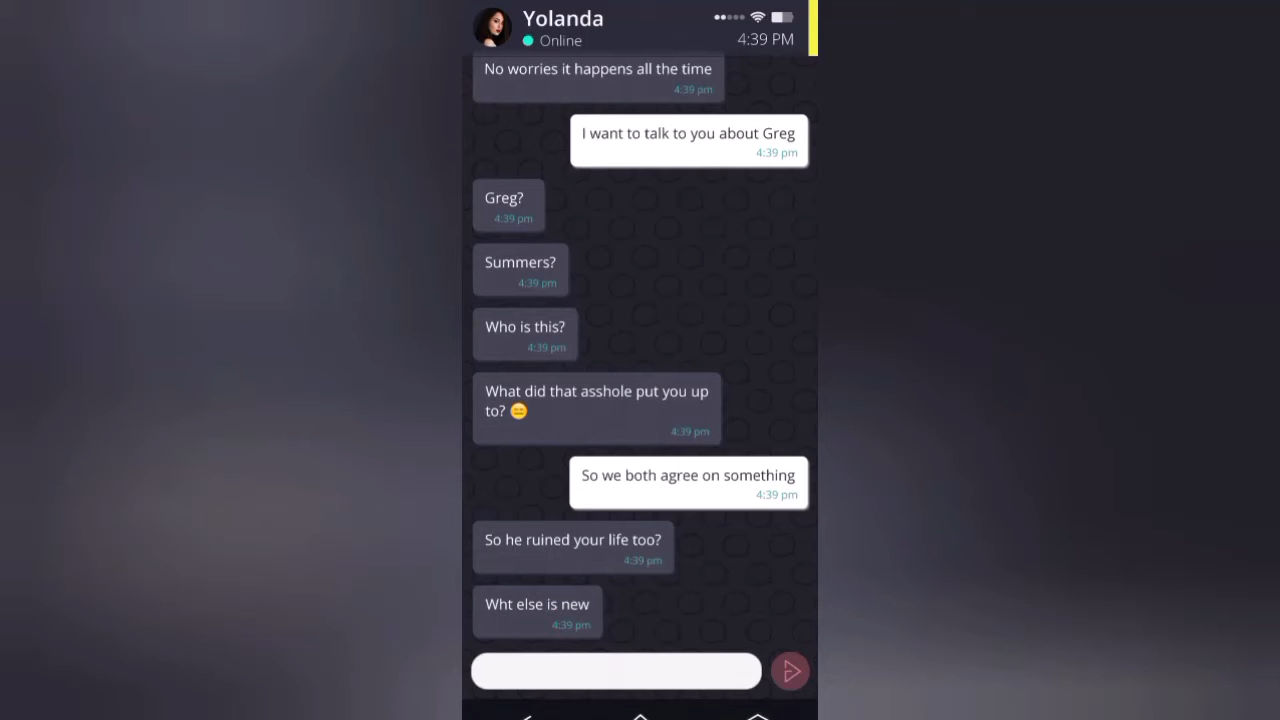 Yolanda
Online
4:39 PM
No worries it happens all the time
4:39 pm
I want to talk to you about Greg
4:39 pm
Greg?
4:39 pm
Summers?
4:39 pm
Who is this?
4:39 pm
What did that asshole put you up
to? 😑
4:39 pm
So we both agree on something
4:39 pm
So he ruined your life too?
4:39 pm
Wht else is new
4:39 pm